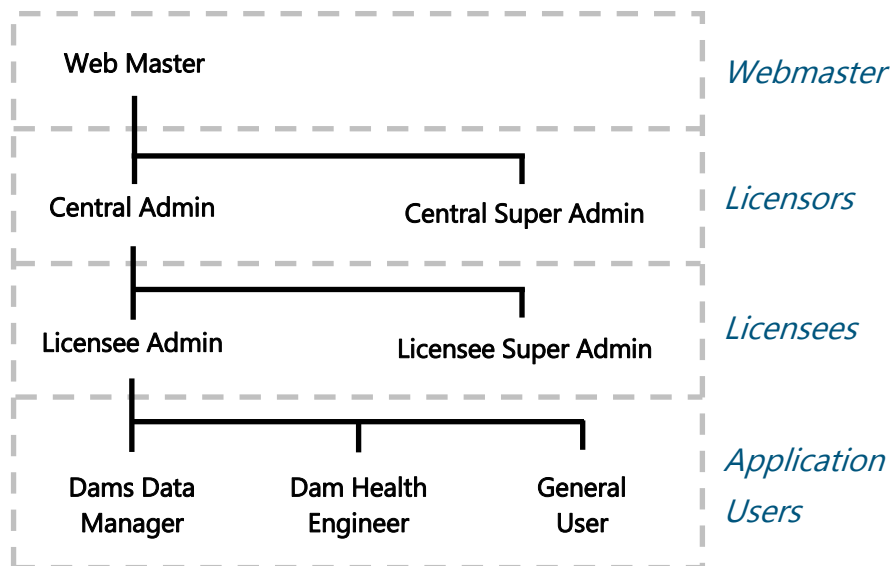 Web Master
Webmaster
Central Admin
Central Super Admin
Licensors
Licensee Admin
Licensee Super Admin
Licensees
Dams Data
Manager
Dam Health
Engineer
General
User
Application
Users